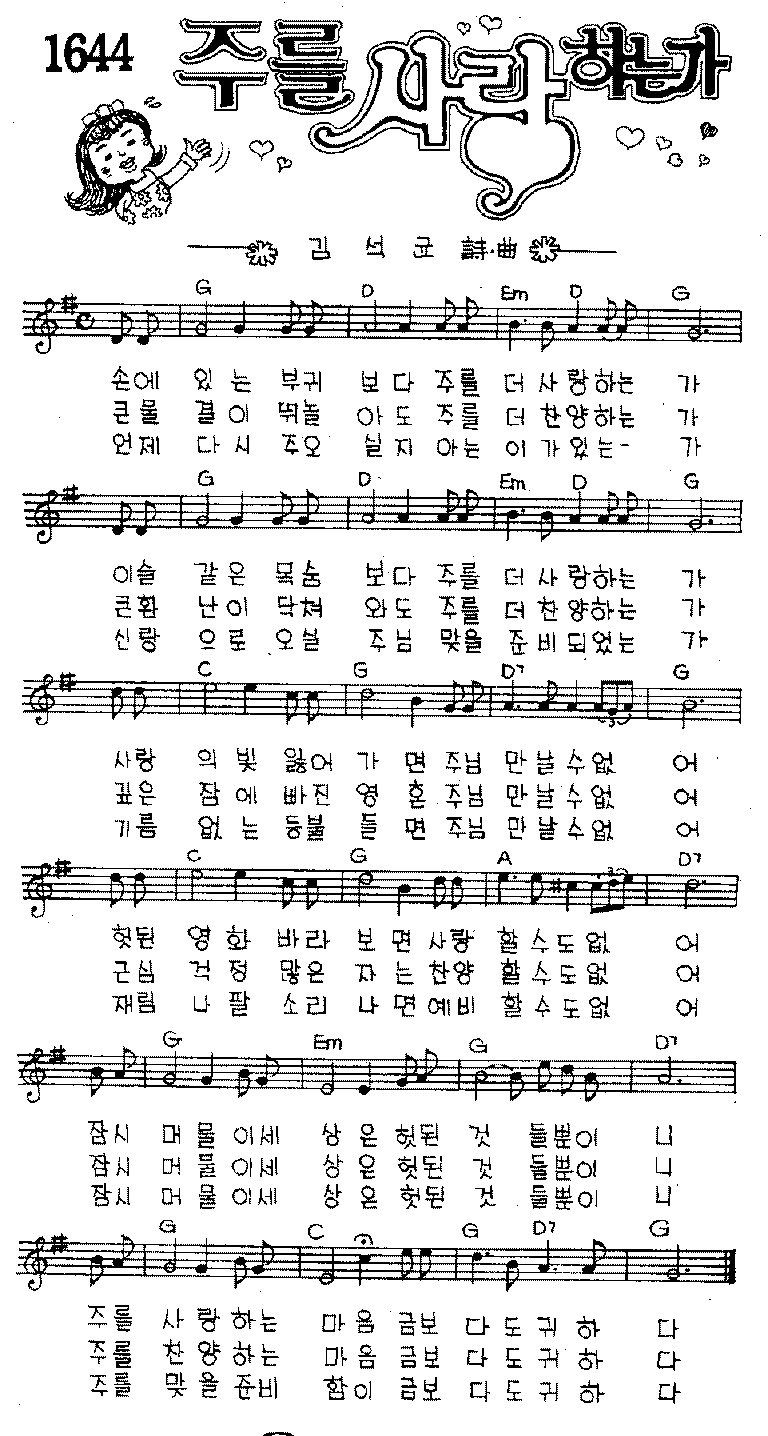 1644 주를 사랑하는가
김 석 균 詩·曲
G D Em D G
손에 있 는 부귀 보다 주를 더 사랑하는 가
큰물 결이 뛰놀 아도 주를 더 찬양하는 가
언제 다시 주오 실지 아는 이가있는- 가
G D Em D G
이슬 같은 목숨 보다 주를 더 사랑하는 가
큰환 난이 닥쳐 와도 주를 더 찬양하는 가
신랑 으로 오실 주님 맞을 준비되었는 가
C G D7 G
사랑 의 빛 잃어 가 면 주님 만날수없 어
깊은 잠에 빠진 영 혼 주님 만날수없 어
기름 없는 등불 들 면 주님 만날수없 어
C G A D7
헛된 영화 바라 보 면 사랑 할수도없 어
근심 걱정 많은 자 는 찬양 할수도없 어
재림 나팔 소리 나 면 예비 할수도없 어
G Em G D7
잠시 머물 이세 상은 헛된 것 들뿐이 니
잠시 머물 이세 상은 헛된 것 들뿐이 니
잠시 머물 이세 상은 헛된 것 들뿐이 니
G C G D7 G
주를 사랑하는 마음 금보 다도귀하 다
주를 찬양하는 마음 금보 다도귀하 다
주를 맞을준비 함이 금보 다도귀하 다